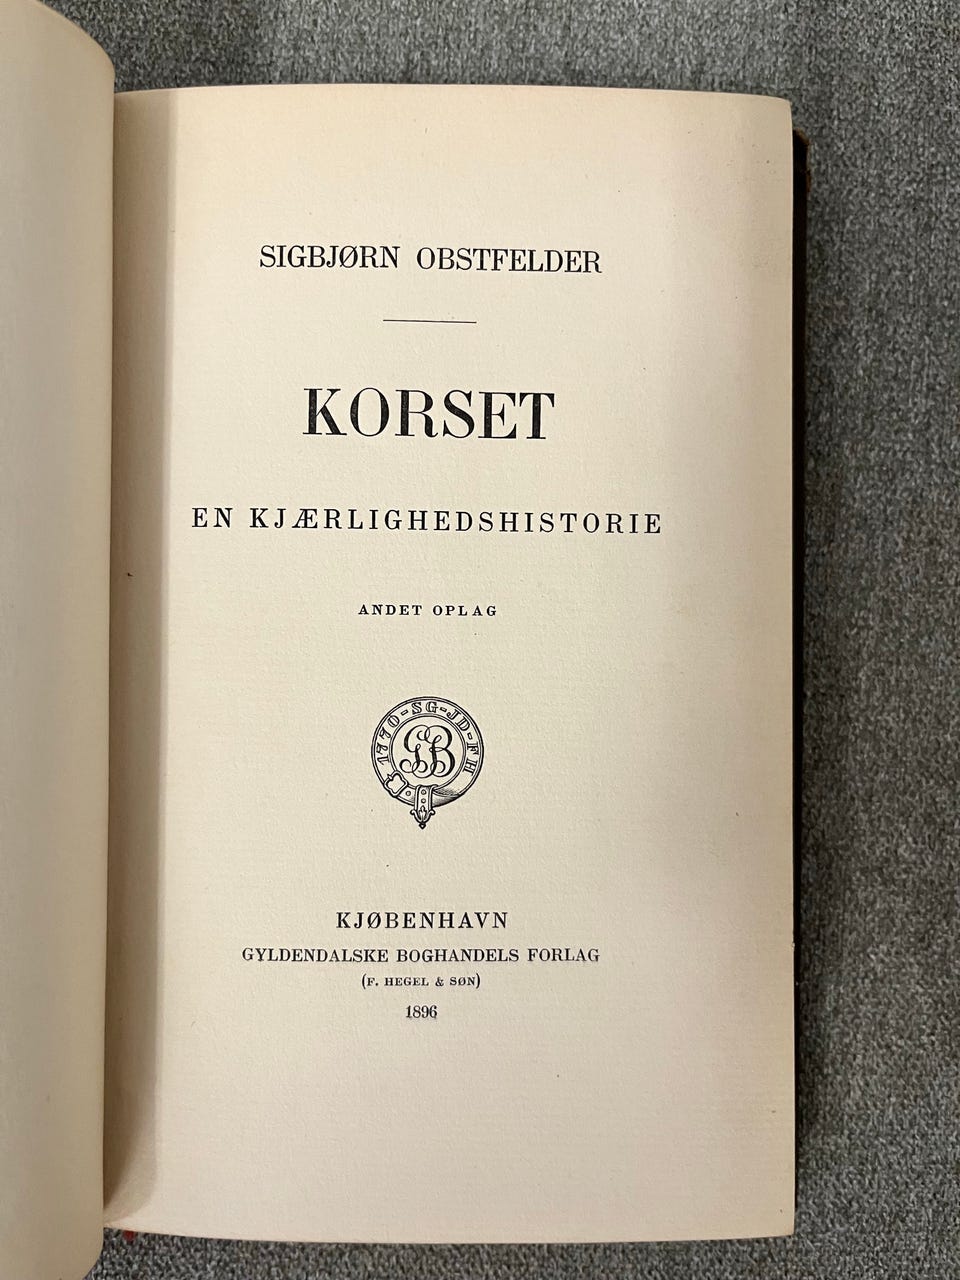 SIGBJØRN OBSTFELDER
KORSET
EN KJÆRLIGHEDSHISTORIE
ANDET OPLAG
1770-SG-JD-FH
GB
KJØBENHAVN
GYLDENDALSKE BOGHANDELS FORLAG
(F. HEGEL & SØN)
1896